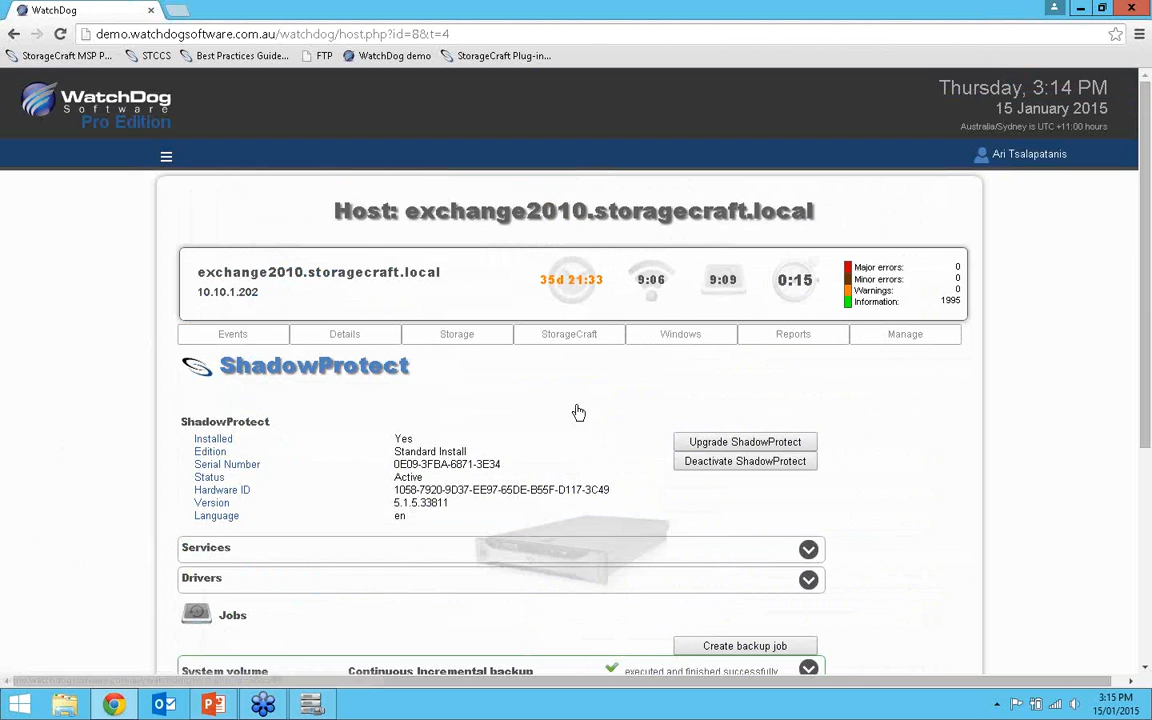 WatchDog
demo.watchdogsoftware.com.au/watchdog/host.php?id=8&t=4
StorageCraft MSP P... STCCS Best Practices Guide... FTP WatchDog demo StorageCraft Plug-in...
WatchDog
Software
Pro Edition
Thursday, 3:14 PM
15 January 2015
Australia/Sydney is UTC +11:00 hours
Ari Tsalapatanis
Host: exchange2010.storagecraft.local
exchange2010.storagecraft.local
10.10.1.202
35d 21:33 9:06 9:09 0:15
Major errors: 0
Minor errors: 0
Warnings: 0
Information: 1995
Events Details Storage StorageCraft Windows Reports Manage
ShadowProtect
ShadowProtect
Installed Yes
Edition Standard Install
Serial Number 0E09-3FBA-6871-3E34
Status Active
Hardware ID 1058-7920-9D37-EE97-65DE-B55F-D117-3C49
Version 5.1.5.33811
Language en
Upgrade ShadowProtect
Deactivate ShadowProtect
Services
Drivers
Jobs
Create backup job
System volume Continuous Incremental backup executed and finished successfully
3:15 PM
15/01/2015